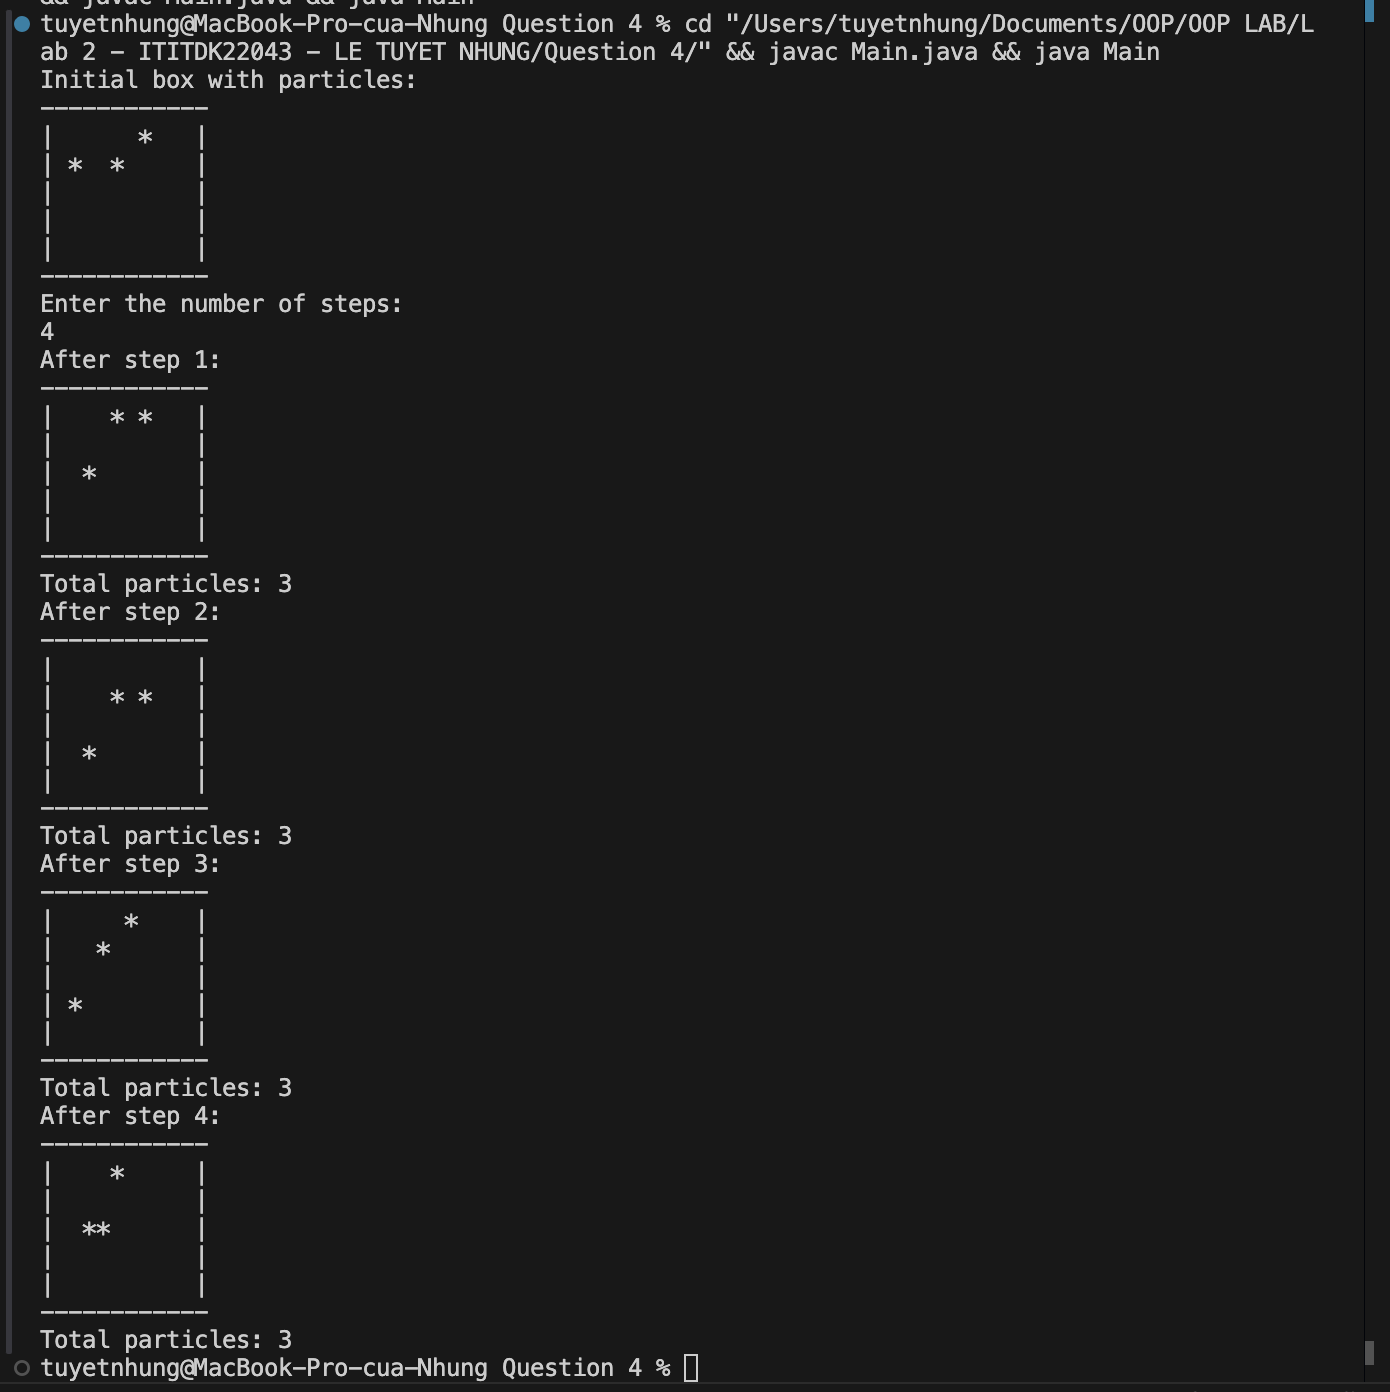 && javac Main.java && java Main
tuyetnhung@MacBook-Pro-cua-Nhung Question 4 % cd "/Users/tuyetnhung/Documents/OOP/OOP LAB/L
ab 2 - ITITDK22043 - LE TUYET NHUNG/Question 4/" && javac Main.java && java Main
Initial box with particles:
------------
|      *   |
| *  *     |
|          |
|          |
|          |
------------
Enter the number of steps:
4
After step 1:
------------
|    * *   |
|          |
|  *       |
|          |
|          |
------------
Total particles: 3
After step 2:
------------
|          |
|    * *   |
|          |
|  *       |
|          |
------------
Total particles: 3
After step 3:
------------
|     *    |
|   *      |
|          |
| *        |
|          |
------------
Total particles: 3
After step 4:
------------
|    *     |
|          |
|  **      |
|          |
|          |
------------
Total particles: 3
tuyetnhung@MacBook-Pro-cua-Nhung Question 4 %